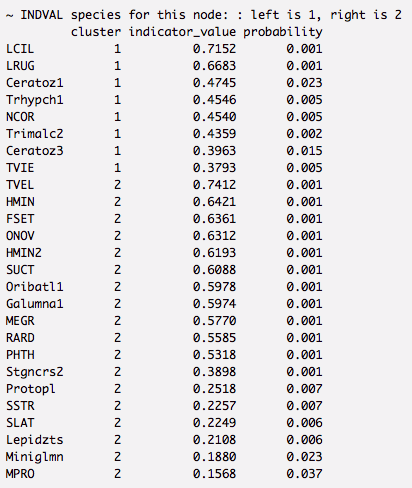 ~ INDVAL species for this node: : left is 1, right is 2
cluster indicator_value probability
LCIL 1 0.7152 0.001
LRUG 1 0.6683 0.001
Ceratoz1 1 0.4745 0.023
Trhypch1 1 0.4546 0.005
NCOR 1 0.4540 0.005
Trimalc2 1 0.4359 0.002
Ceratoz3 1 0.3963 0.015
TVIE 1 0.3793 0.005
TVEL 2 0.7412 0.001
HMIN 2 0.6421 0.001
FSET 2 0.6361 0.001
ONOV 2 0.6312 0.001
HMIN2 2 0.6193 0.001
SUCT 2 0.6088 0.001
Oribatl1 2 0.5978 0.001
Galumna1 2 0.5974 0.001
MEGR 2 0.5770 0.001
RARD 2 0.5585 0.001
PHTH 2 0.5318 0.001
Stgncrs2 2 0.3898 0.001
Protopl 2 0.2518 0.007
SSTR 2 0.2257 0.007
SLAT 2 0.2249 0.006
Lepidzts 2 0.2108 0.006
Miniglmn 2 0.1880 0.023
MPRO 2 0.1568 0.037